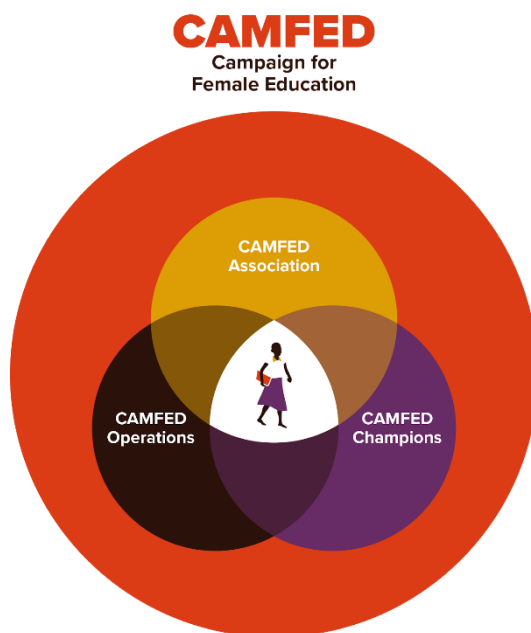 CAMFED
Campaign for
Female Education
CAMFED
Association
CAMFED
Operations
CAMFED
Champions